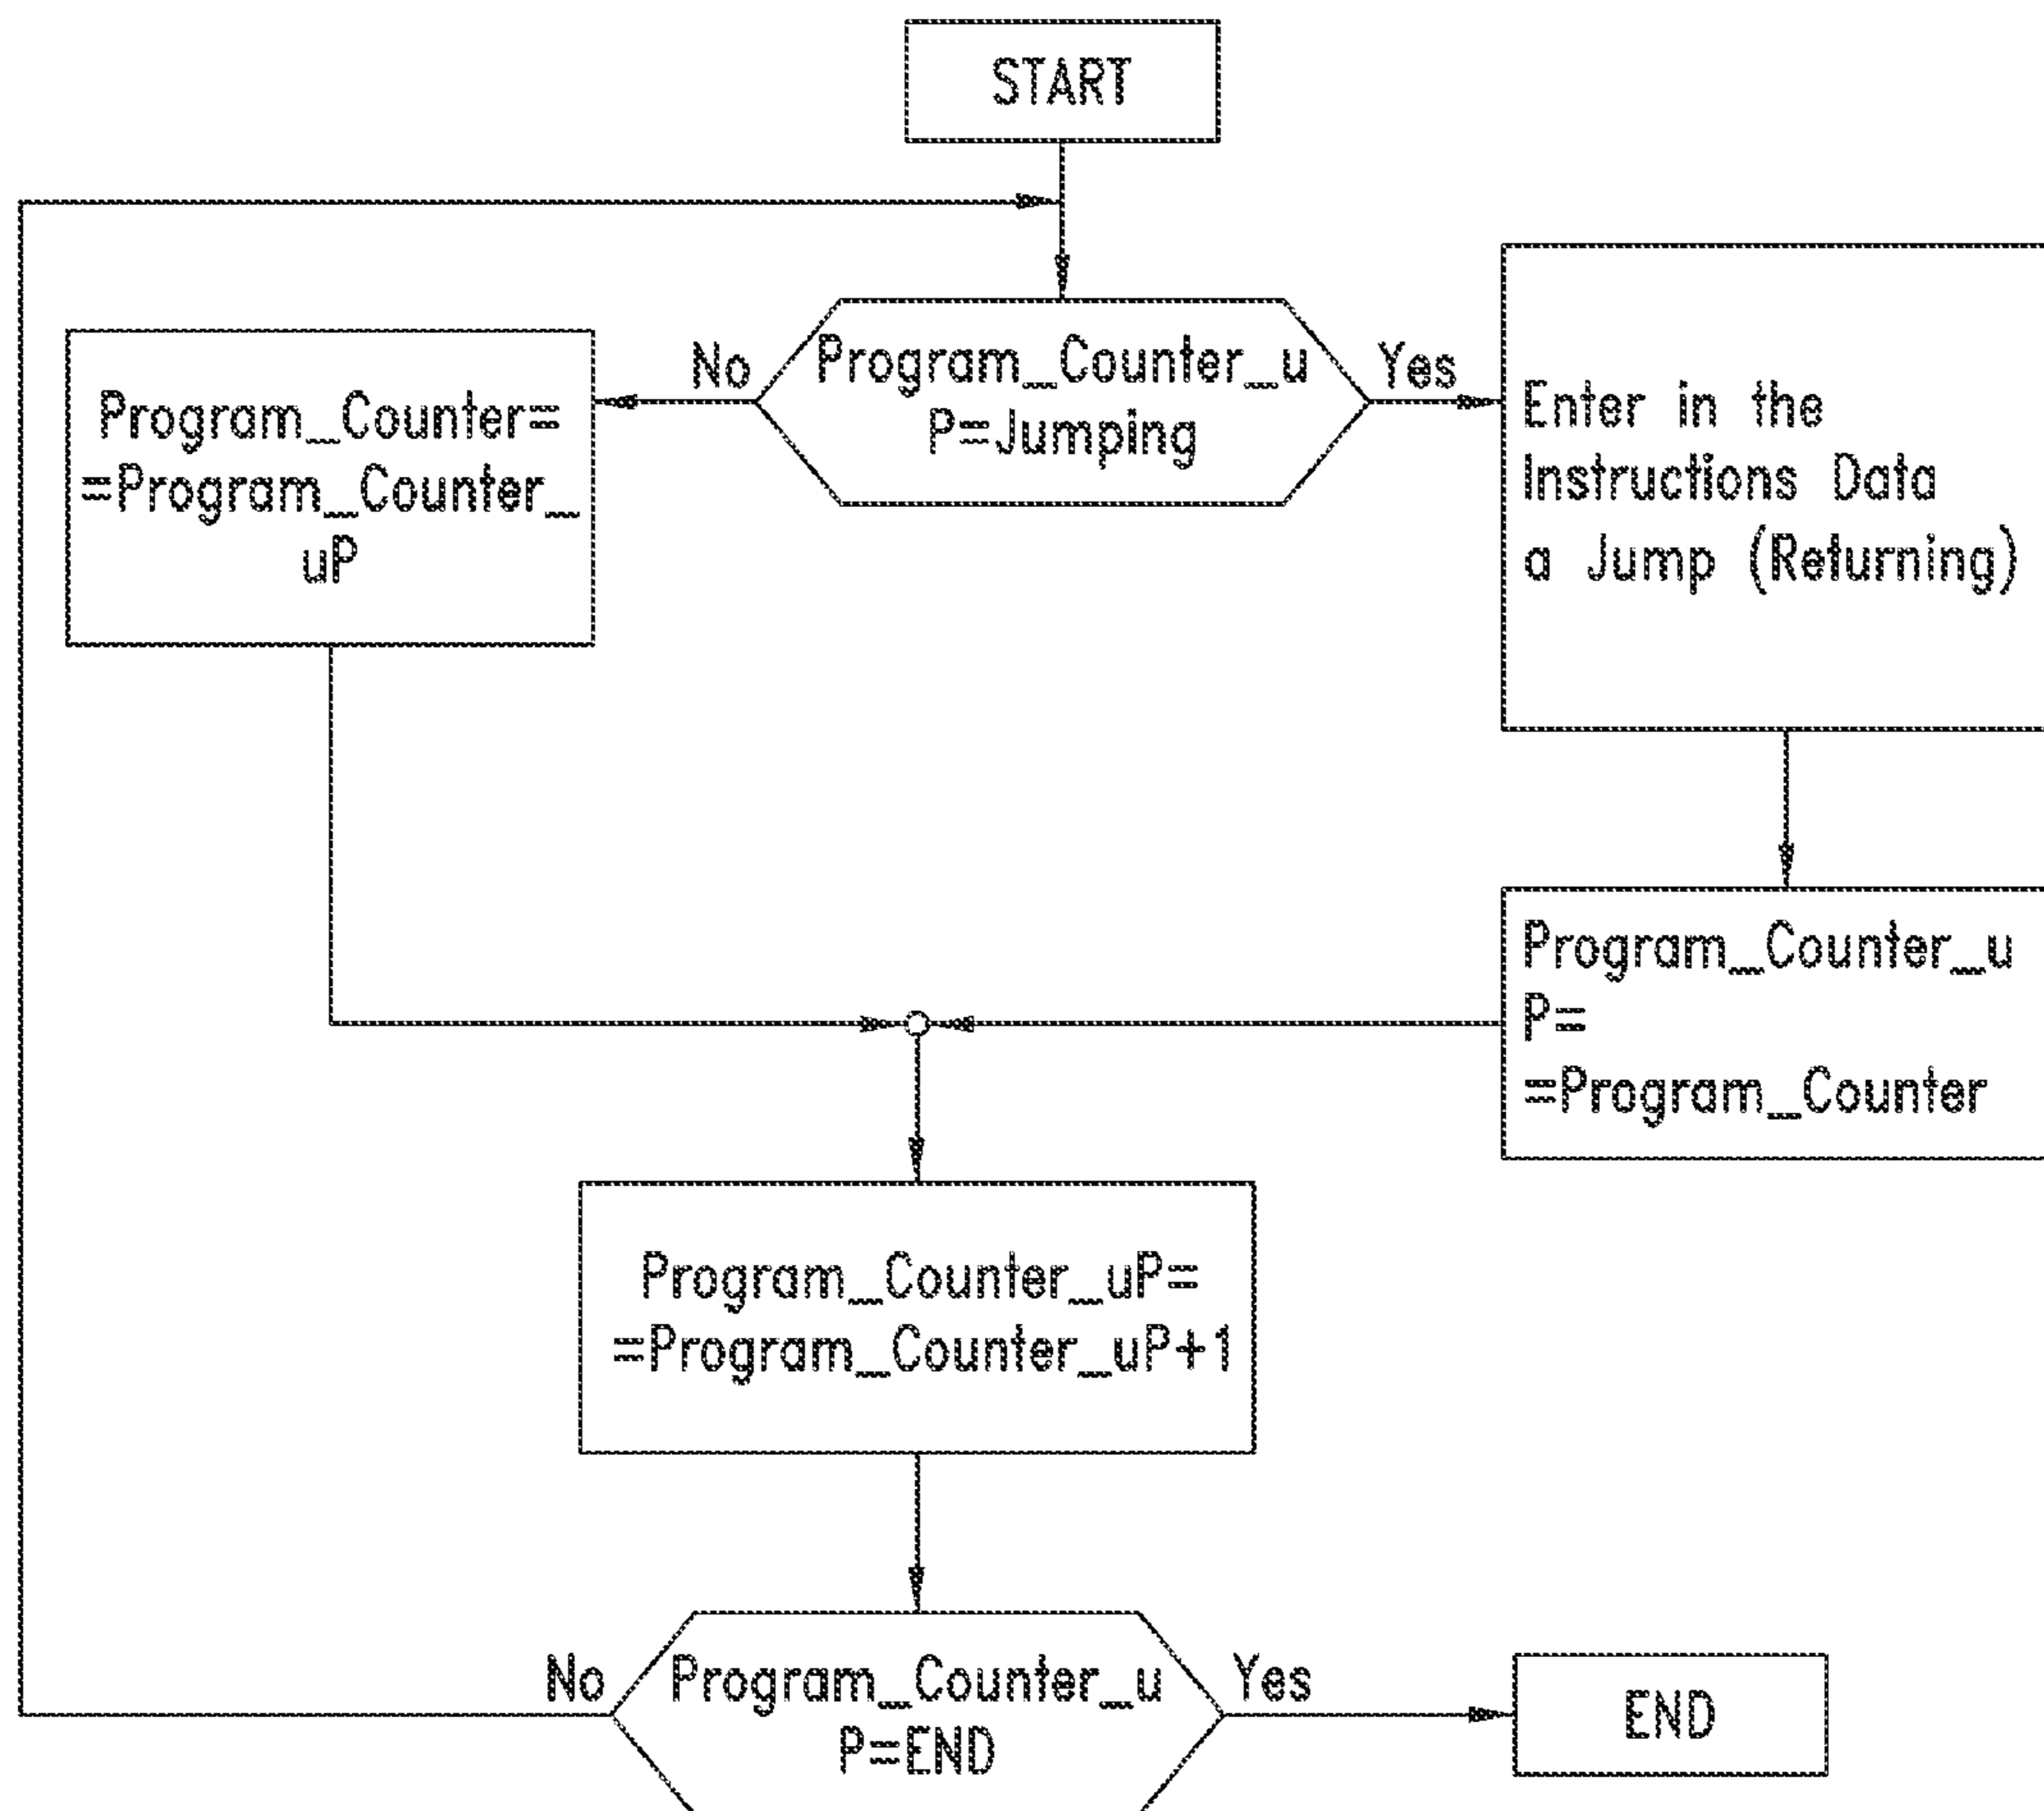 START
No
Program_Counter_u
P=Jumping
Yes
Program_Counter=
=Program_Counter_
uP
Enter in the
Instructions Data
a Jump (Returning)
Program_Counter_u
P=
=Program_Counter
Program_Counter_uP=
=Program_Counter_uP+1
No
Program_Counter_u
P=END
Yes
END